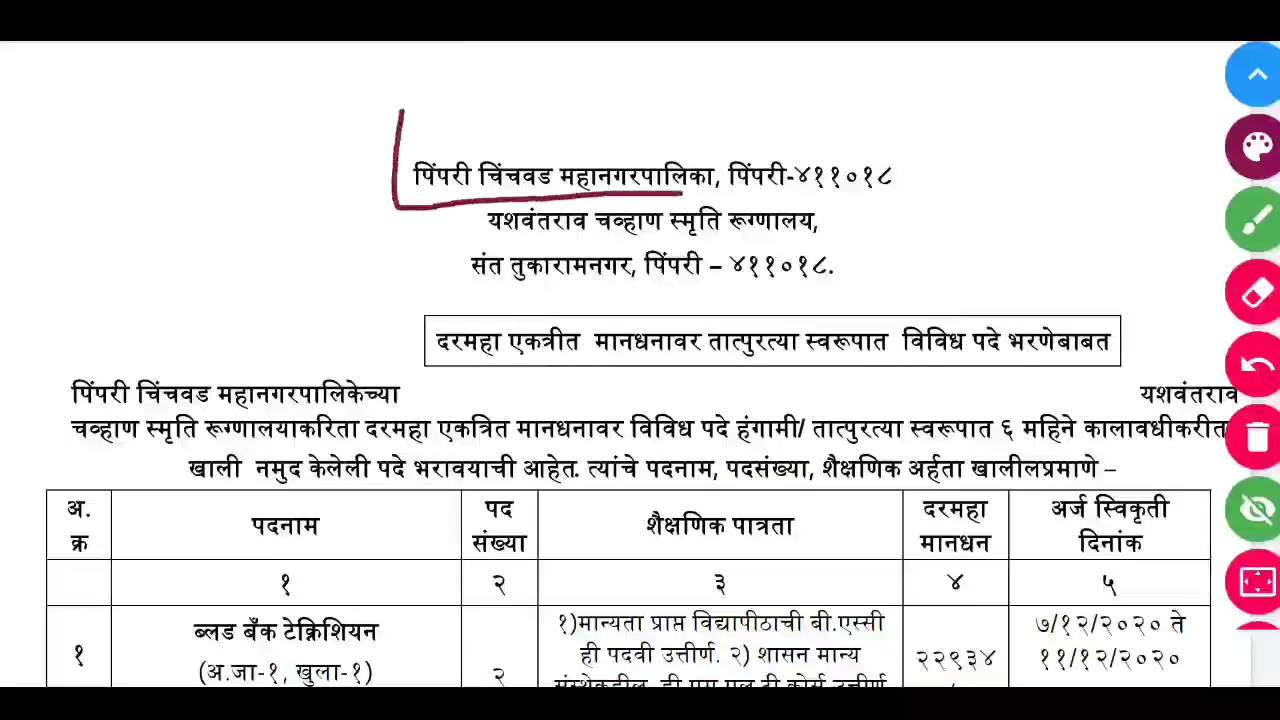 पिंपरी चिंचवड महानगरपालिका, पिंपरी-४११०१८
यशवंतराव चव्हाण स्मृति रूग्णालय,
संत तुकारामनगर, पिंपरी – ४११०१८.
दरमहा एकत्रीत मानधनावर तात्पुरत्या स्वरूपात विविध पदे भरणेबाबत
पिंपरी चिंचवड महानगरपालिकेच्या यशवंतराव
चव्हाण स्मृति रूग्णालयाकरिता दरमहा एकत्रित मानधनावर विविध पदे हंगामी/ तात्पुरत्या स्वरूपात ६ महिने कालावधीकरीता
खाली नमुद केलेली पदे भरावयाची आहेत. त्यांचे पदनाम, पदसंख्या, शैक्षणिक अर्हता खालीलप्रमाणे –
अ. क्र पदनाम पद संख्या शैक्षणिक पात्रता दरमहा मानधन अर्ज स्विकृती दिनांक
१ २ ३ ४ ५
१ ब्लड बँक टेक्निशियन (अ.जा-१, खुला-१) २ १)मान्यता प्राप्त विद्यापीठाची बी.एस्सी ही पदवी उत्तीर्ण. २) शासन मान्य २२९३४ ७/१२/२०२० ते ११/१२/२०२०